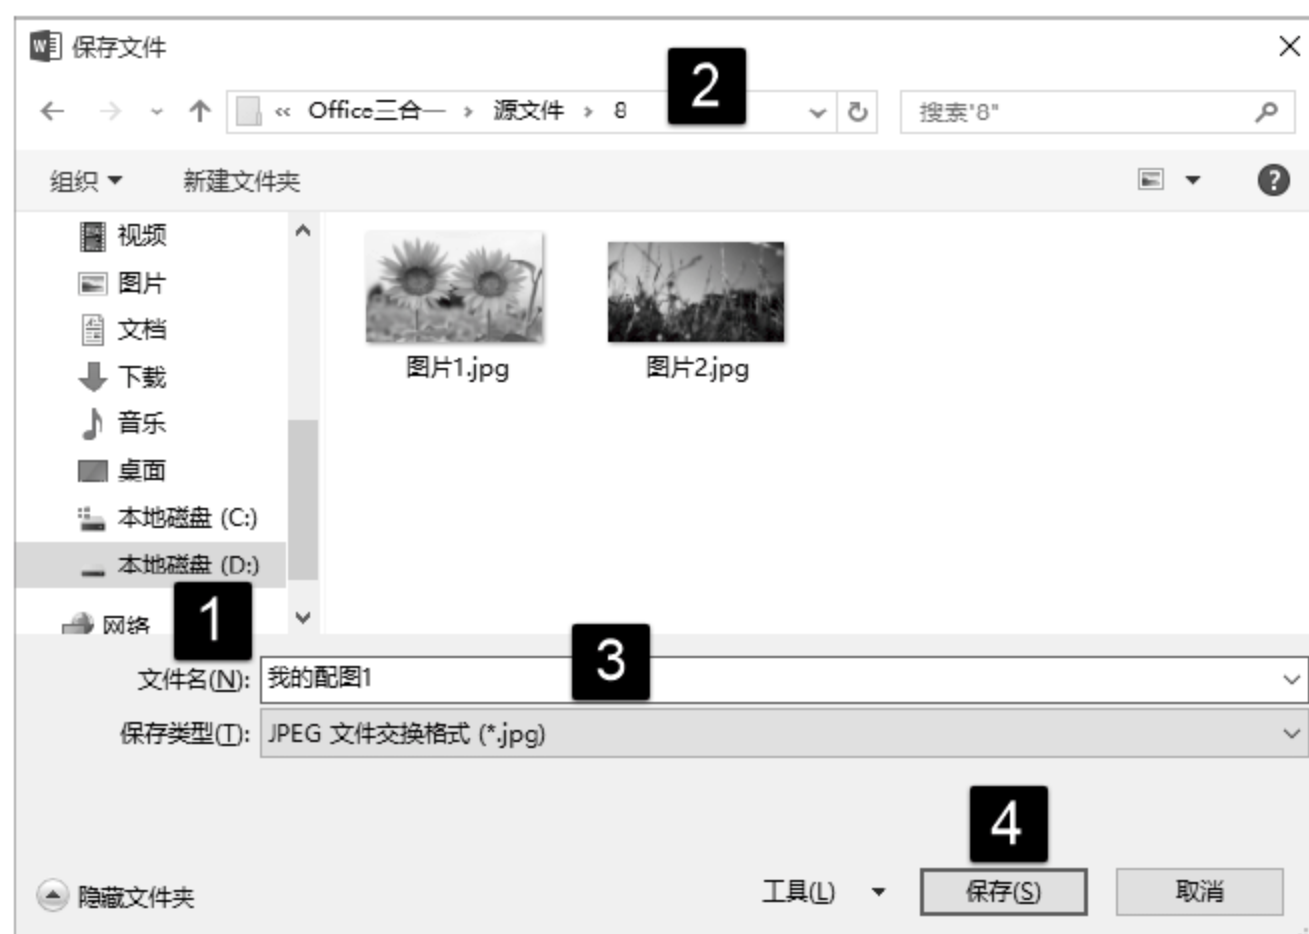 保存文件
2
« Office三合一 › 源文件 › 8
搜索"8"
组织 新建文件夹
视频
图片
文档
下载
音乐
桌面
本地磁盘 (C:)
本地磁盘 (D:)
网络
图片1.jpg 图片2.jpg
1
3
文件名(N): 我的配图1
保存类型(T): JPEG 文件交换格式 (*.jpg)
4
隐藏文件夹 工具(L) 保存(S) 取消